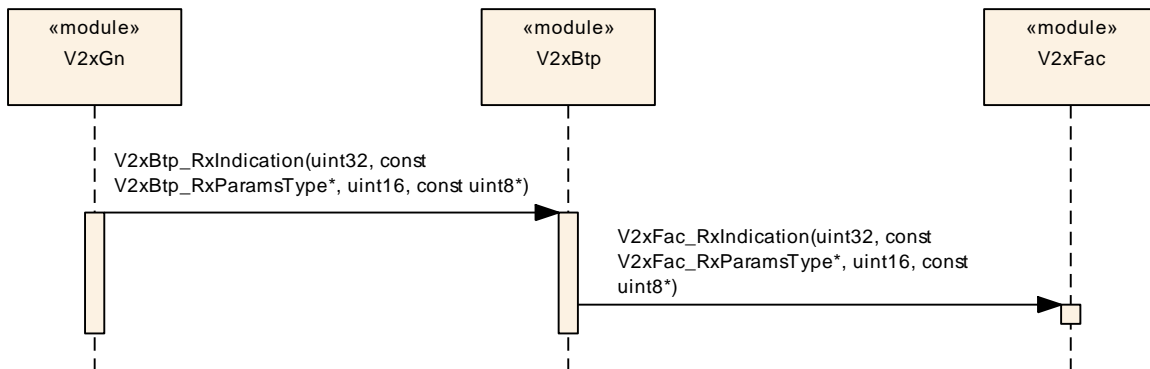 «module»
V2xGn
«module»
V2xBtp
«module»
V2xFac
V2xBtp_RxIndication(uint32, const
V2xBtp_RxParamsType*, uint16, const uint8*)
V2xFac_RxIndication(uint32, const
V2xFac_RxParamsType*, uint16, const
uint8*)